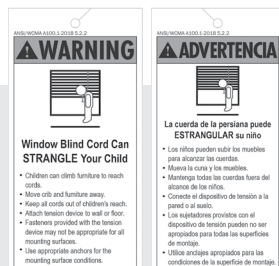 ANSI/WCMA A100.1-2018 5.2.2
WARNING
Window Blind Cord Can
STRANGLE Your Child
• Children can climb furniture to reach
cords.
• Move crib and furniture away.
• Keep all cords out of children's reach.
• Attach tension device to wall or floor.
• Fasteners provided with the tension
device may not be appropriate for all
mounting surfaces.
• Use appropriate anchors for the
mounting surface conditions.
ANSI/WCMA A100.1-2018 5.2.2
ADVERTENCIA
La cuerda de la persiana puede
ESTRANGULAR su niño
• Los niños pueden subir los muebles
para alcanzar las cuerdas.
• Mueva la cuna y los muebles.
• Mantenga todas las cuerdas fuera del
alcance de los niños.
• Conecte el dispositivo de tensión a la
pared o al suelo.
• Los sujetadores provistos con el
dispositivo de tensión pueden no ser
apropiados para todas las superficies
de montaje.
• Utilice anclajes apropiados para las
condiciones de la superficie de montaje.